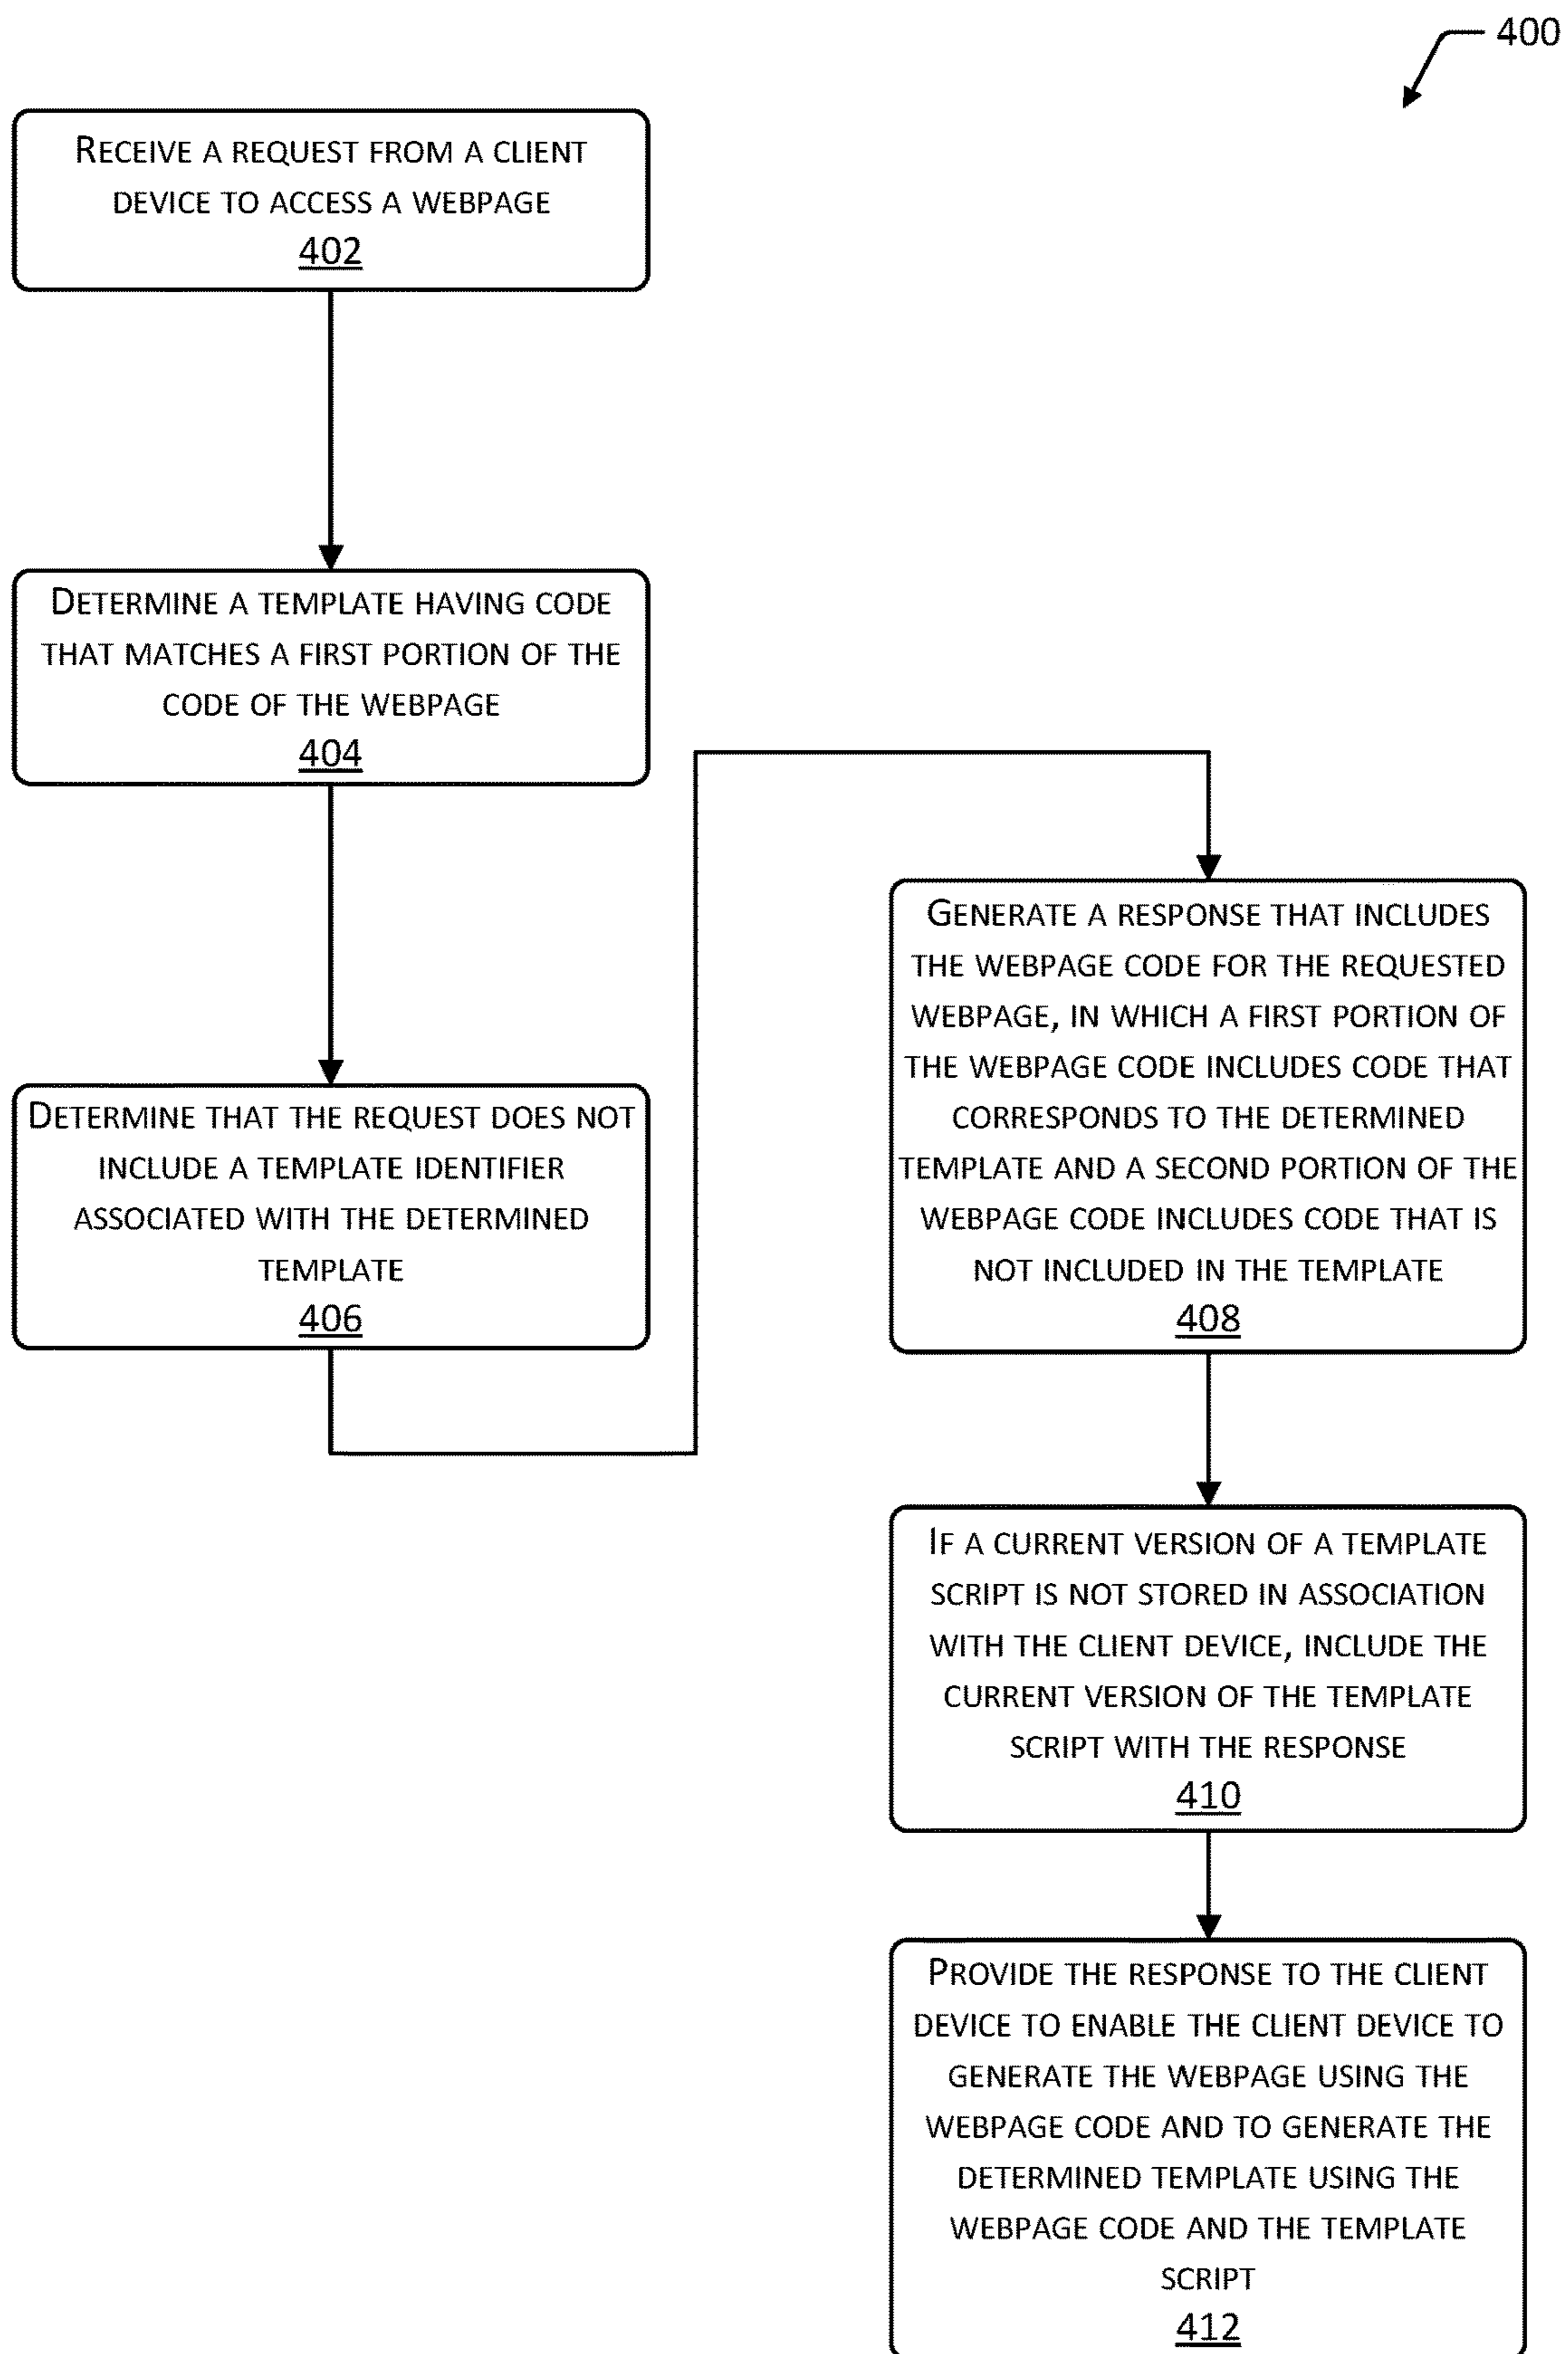 400
RECEIVE A REQUEST FROM A CLIENT
DEVICE TO ACCESS A WEBPAGE
402
DETERMINE A TEMPLATE HAVING CODE
THAT MATCHES A FIRST PORTION OF THE
CODE OF THE WEBPAGE
404
DETERMINE THAT THE REQUEST DOES NOT
INCLUDE A TEMPLATE IDENTIFIER
ASSOCIATED WITH THE DETERMINED
TEMPLATE
406
GENERATE A RESPONSE THAT INCLUDES
THE WEBPAGE CODE FOR THE REQUESTED
WEBPAGE, IN WHICH A FIRST PORTION OF
THE WEBPAGE CODE INCLUDES CODE THAT
CORRESPONDS TO THE DETERMINED
TEMPLATE AND A SECOND PORTION OF THE
WEBPAGE CODE INCLUDES CODE THAT IS
NOT INCLUDED IN THE TEMPLATE
408
IF A CURRENT VERSION OF A TEMPLATE
SCRIPT IS NOT STORED IN ASSOCIATION
WITH THE CLIENT DEVICE, INCLUDE THE
CURRENT VERSION OF THE TEMPLATE
SCRIPT WITH THE RESPONSE
410
PROVIDE THE RESPONSE TO THE CLIENT
DEVICE TO ENABLE THE CLIENT DEVICE TO
GENERATE THE WEBPAGE USING THE
WEBPAGE CODE AND TO GENERATE THE
DETERMINED TEMPLATE USING THE
WEBPAGE CODE AND THE TEMPLATE
SCRIPT
412